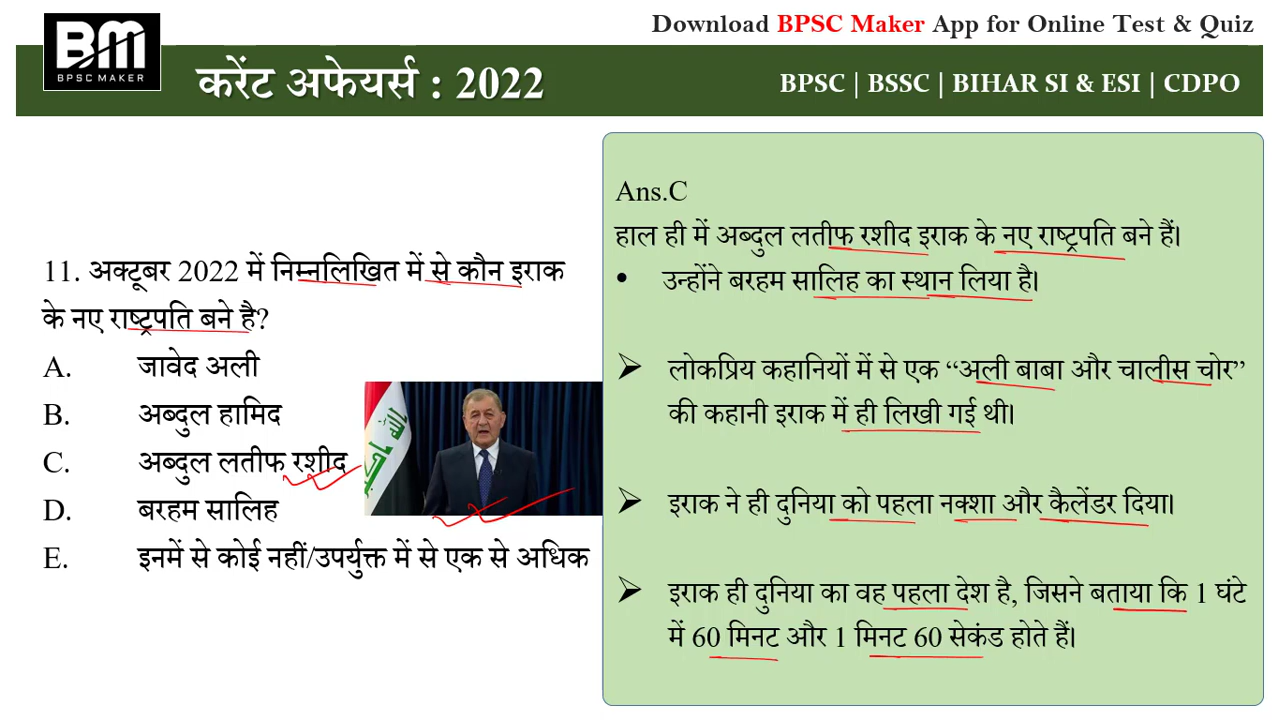 Download BPSC Maker App for Online Test & Quiz
BM
BPSC MAKER
करेंट अफेयर्स : 2022
BPSC | BSSC | BIHAR SI & ESI | CDPO
11. अक्टूबर 2022 में निम्नलिखित में से कौन इराक
के नए राष्ट्रपति बने है?
A. जावेद अली
B. अब्दुल हामिद
C. अब्दुल लतीफ रशीद
D. बरहम सालिह
E. इनमें से कोई नहीं/उपर्युक्त में से एक से अधिक
Ans.C
हाल ही में अब्दुल लतीफ रशीद इराक के नए राष्ट्रपति बने हैं।
• उन्होंने बरहम सालिह का स्थान लिया है।
➢ लोकप्रिय कहानियों में से एक “अली बाबा और चालीस चोर”
की कहानी इराक में ही लिखी गई थी।
➢ इराक ने ही दुनिया को पहला नक्शा और कैलेंडर दिया।
➢ इराक ही दुनिया का वह पहला देश है, जिसने बताया कि 1 घंटे
में 60 मिनट और 1 मिनट 60 सेकंड होते हैं।